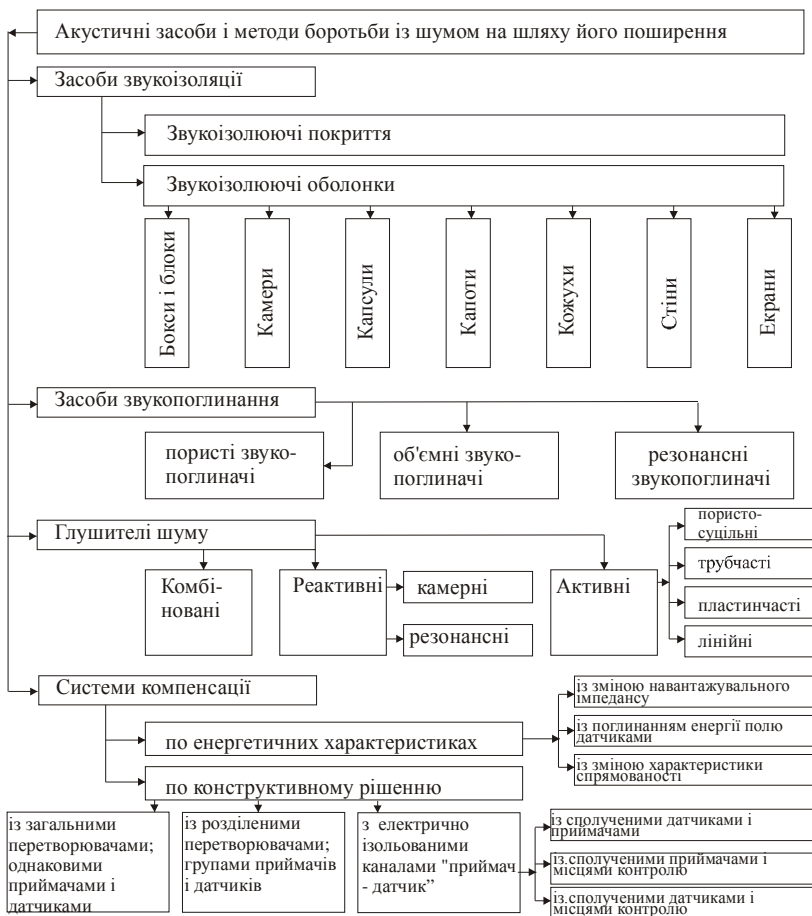 Акустичні засоби і методи боротьби із шумом на шляху його поширення
Засоби звукоізоляції
Звукоізолюючі покриття
Звукоізолюючі оболонки
Бокси і блоки
Камери
Капсули
Капоти
Кожухи
Стіни
Екрани
Засоби звукопоглинання
пористі звуко-
поглиначі
об'ємні звуко-
поглиначі
резонансні
звукопоглиначі
Глушителі шуму
Комбі-
новані
Реактивні
камерні
резонансні
Активні
пористо-
суцільні
трубчасті
пластинчасті
лінійні
Системи компенсації
по енергетичних характеристиках
із зміною навантажувального
імпедансу
із поглинанням енергії полю
датчиками
із зміною характеристики
спрямованості
по конструктивному рішенню
із загальними
перетворювачами;
однаковими
приймачами і
датчиками
із розділеними
перетворювачами;
групами приймачів
і датчиків
з електрично
ізольованими
каналами "приймач
- датчик”
із сполученими датчиками і
приймачами
із.сполученими приймачами і
місцями контролю
із.сполученими датчиками і
місцями контролю